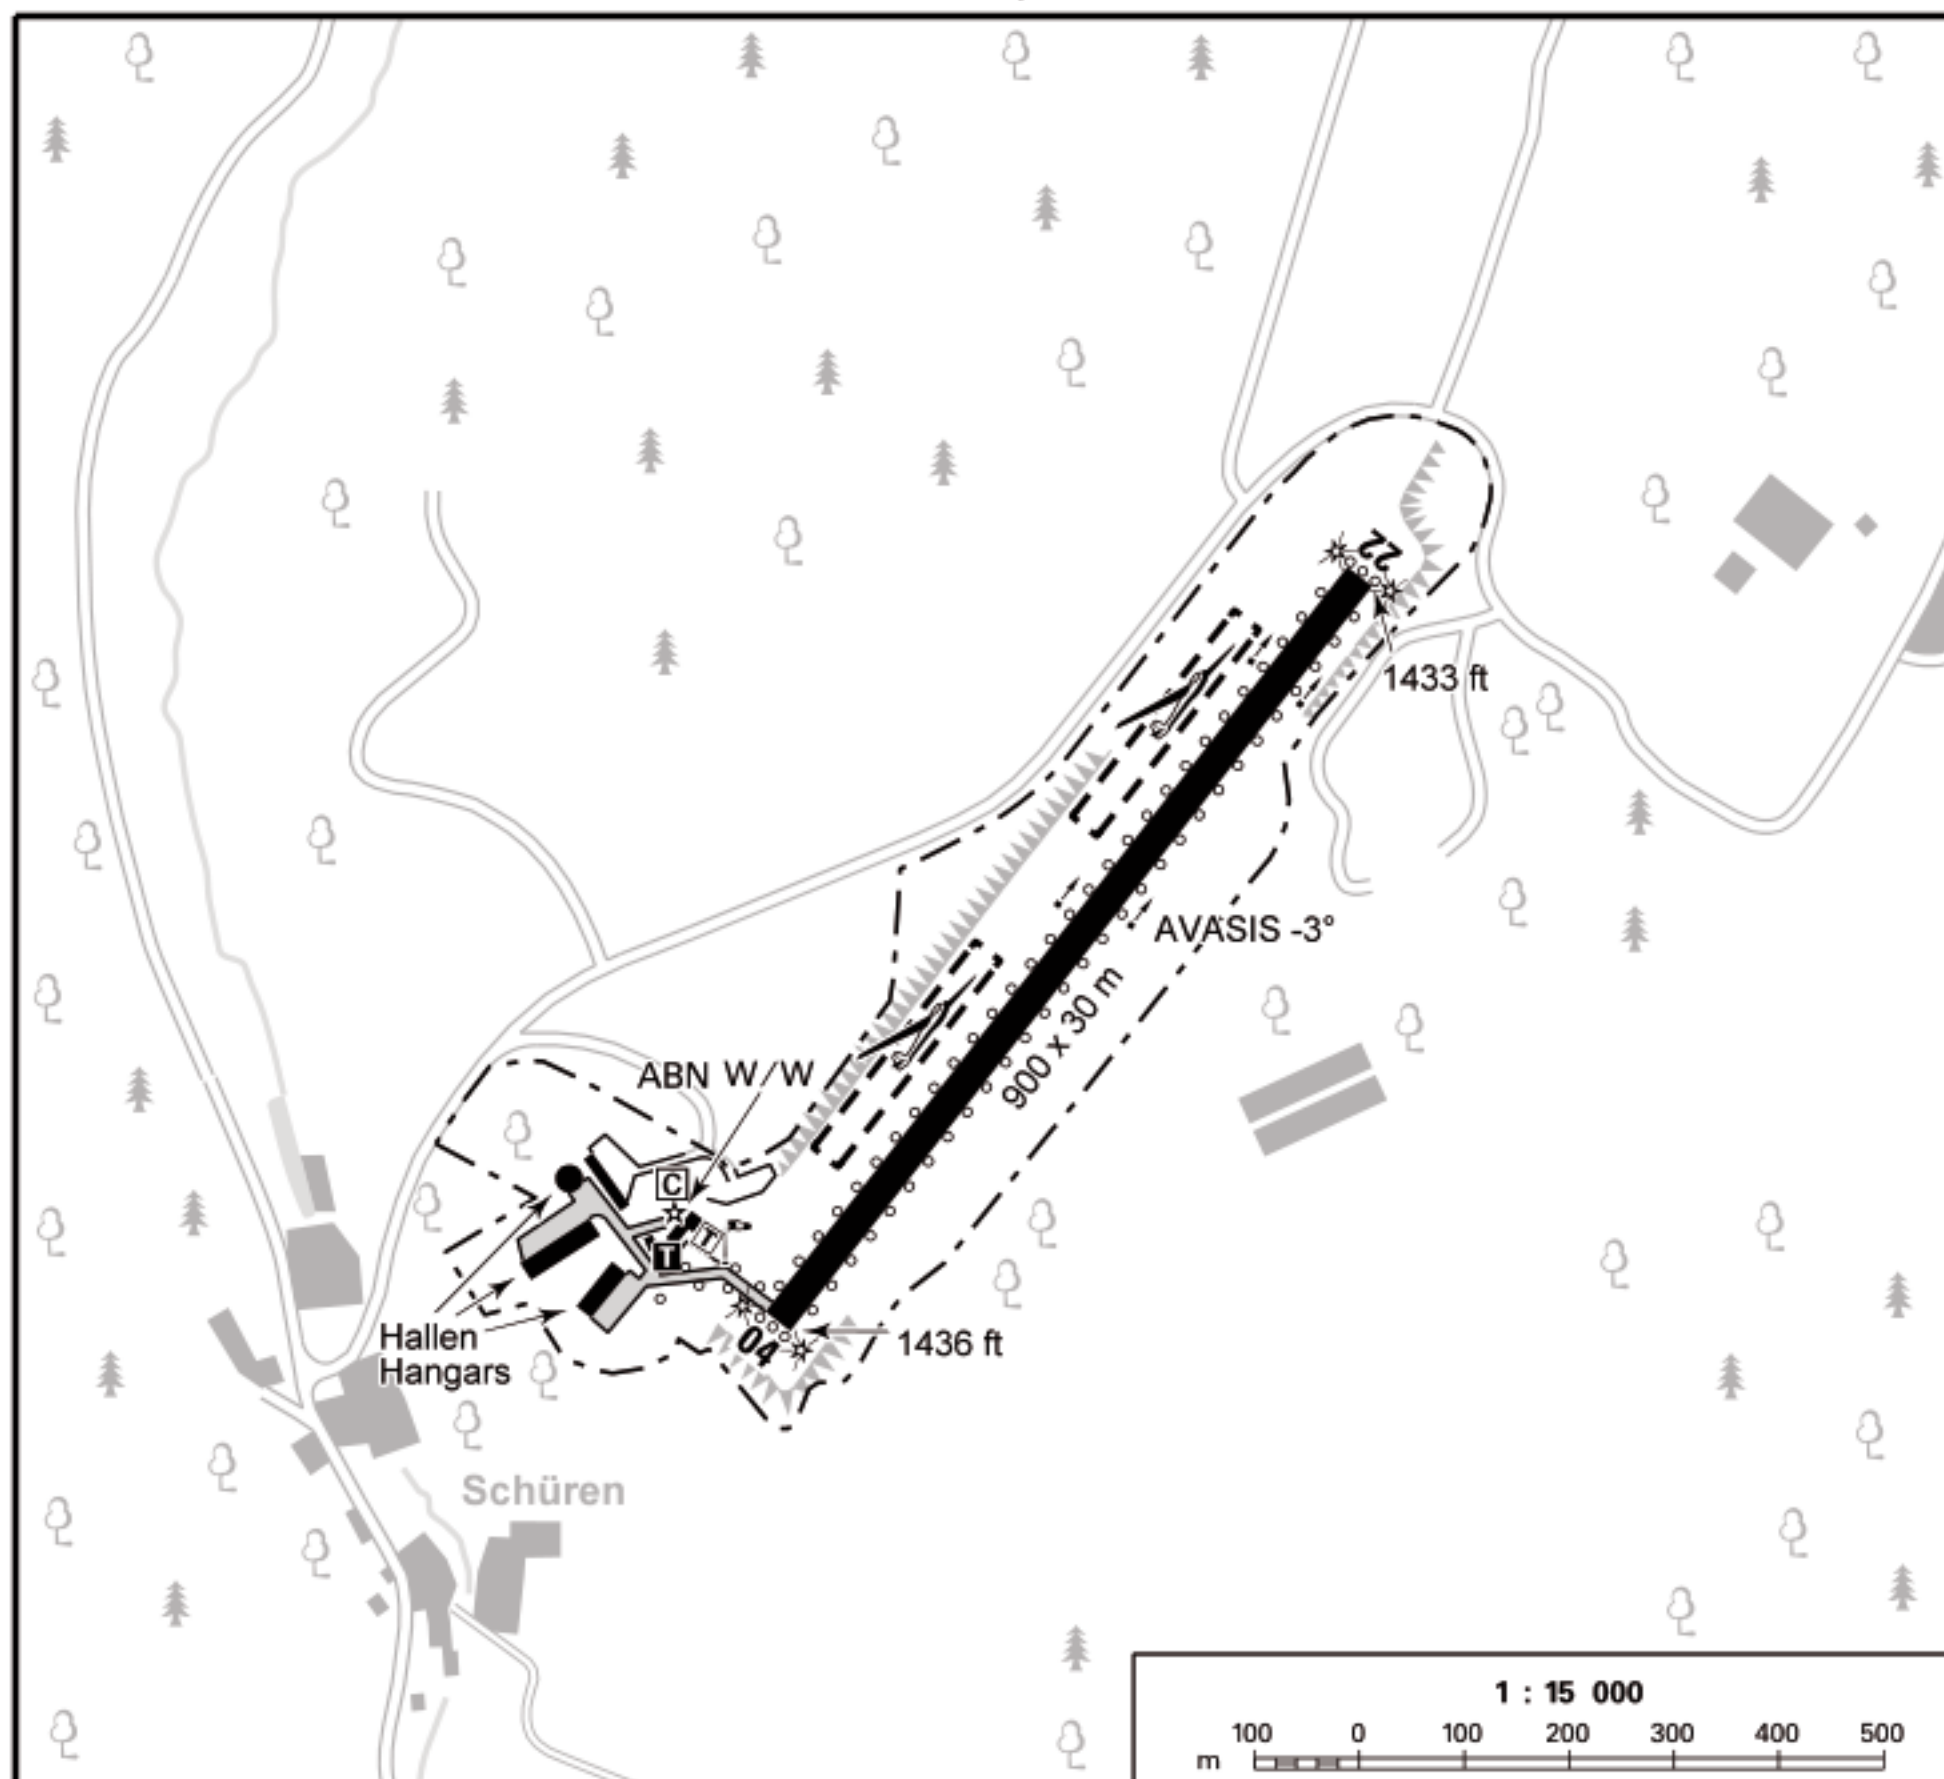 22
1433 ft
AVASIS -3°
900 x 30 m
ABN W/W
C
T
T
Hallen
Hangars
04
1436 ft
Schüren
1 : 15 000
100 0 100 200 300 400 500
m